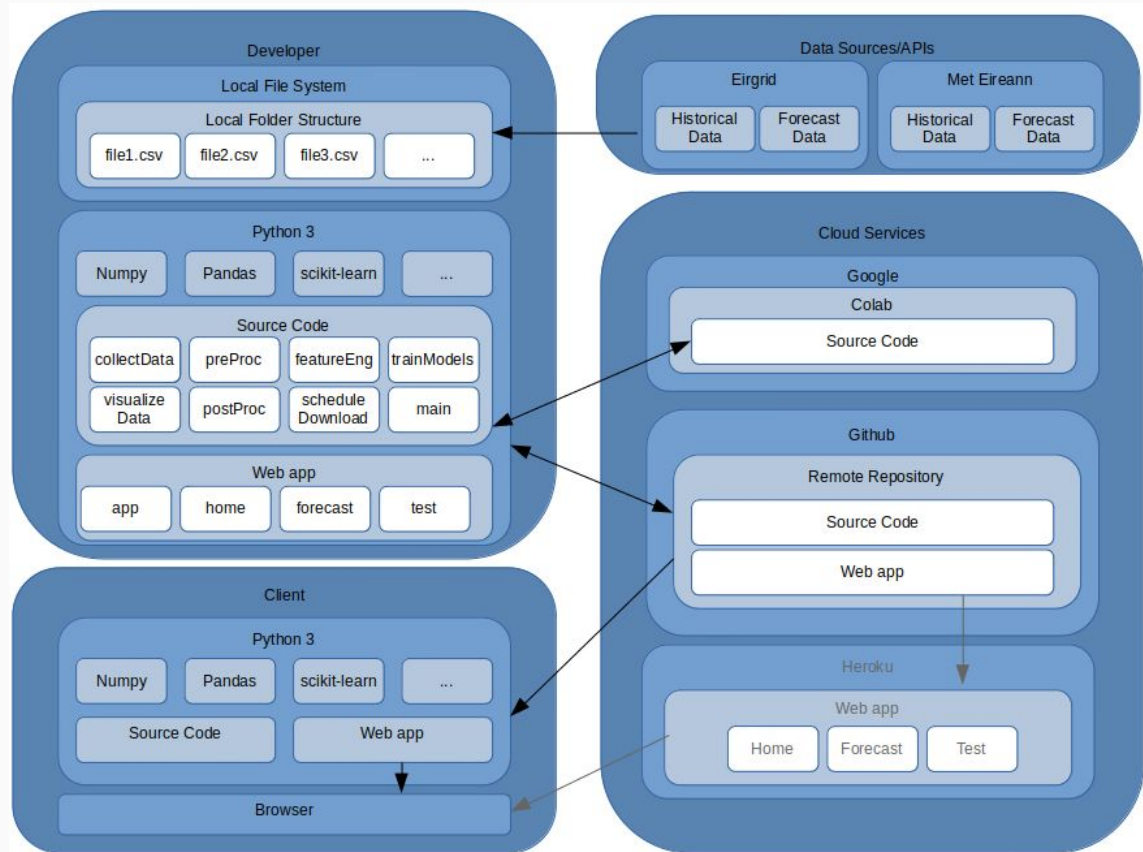 Developer
Local File System
Local Folder Structure
file1.csv
file2.csv
file3.csv
...
Python 3
Numpy
Pandas
scikit-learn
...
Source Code
collectData
preProc
featureEng
trainModels
visualize
Data
postProc
schedule
Download
main
Web app
app
home
forecast
test
Client
Python 3
Numpy
Pandas
scikit-learn
...
Source Code
Web app
Browser
Data Sources/APIs
Eirgrid
Historical
Data
Forecast
Data
Met Eireann
Historical
Data
Forecast
Data
Cloud Services
Google
Colab
Source Code
Github
Remote Repository
Source Code
Web app
Heroku
Web app
Home
Forecast
Test